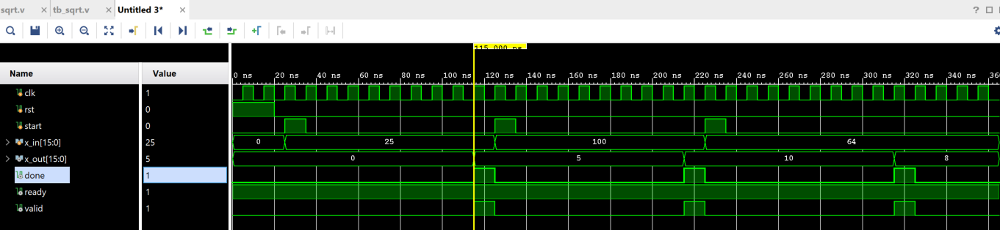 sqrt.v × tb_sqrt.v × Untitled 3* × ?
115.000 ns
Name Value
0 ns 20 ns 40 ns 60 ns 80 ns 100 ns 120 ns 140 ns 160 ns 180 ns 200 ns 220 ns 240 ns 260 ns 280 ns 300 ns 320 ns 340 ns 360
clk 1
rst 0
start 0
x_in[15:0] 25 0 25 100 64
x_out[15:0] 5 0 5 10 8
done 1
ready 1
valid 1